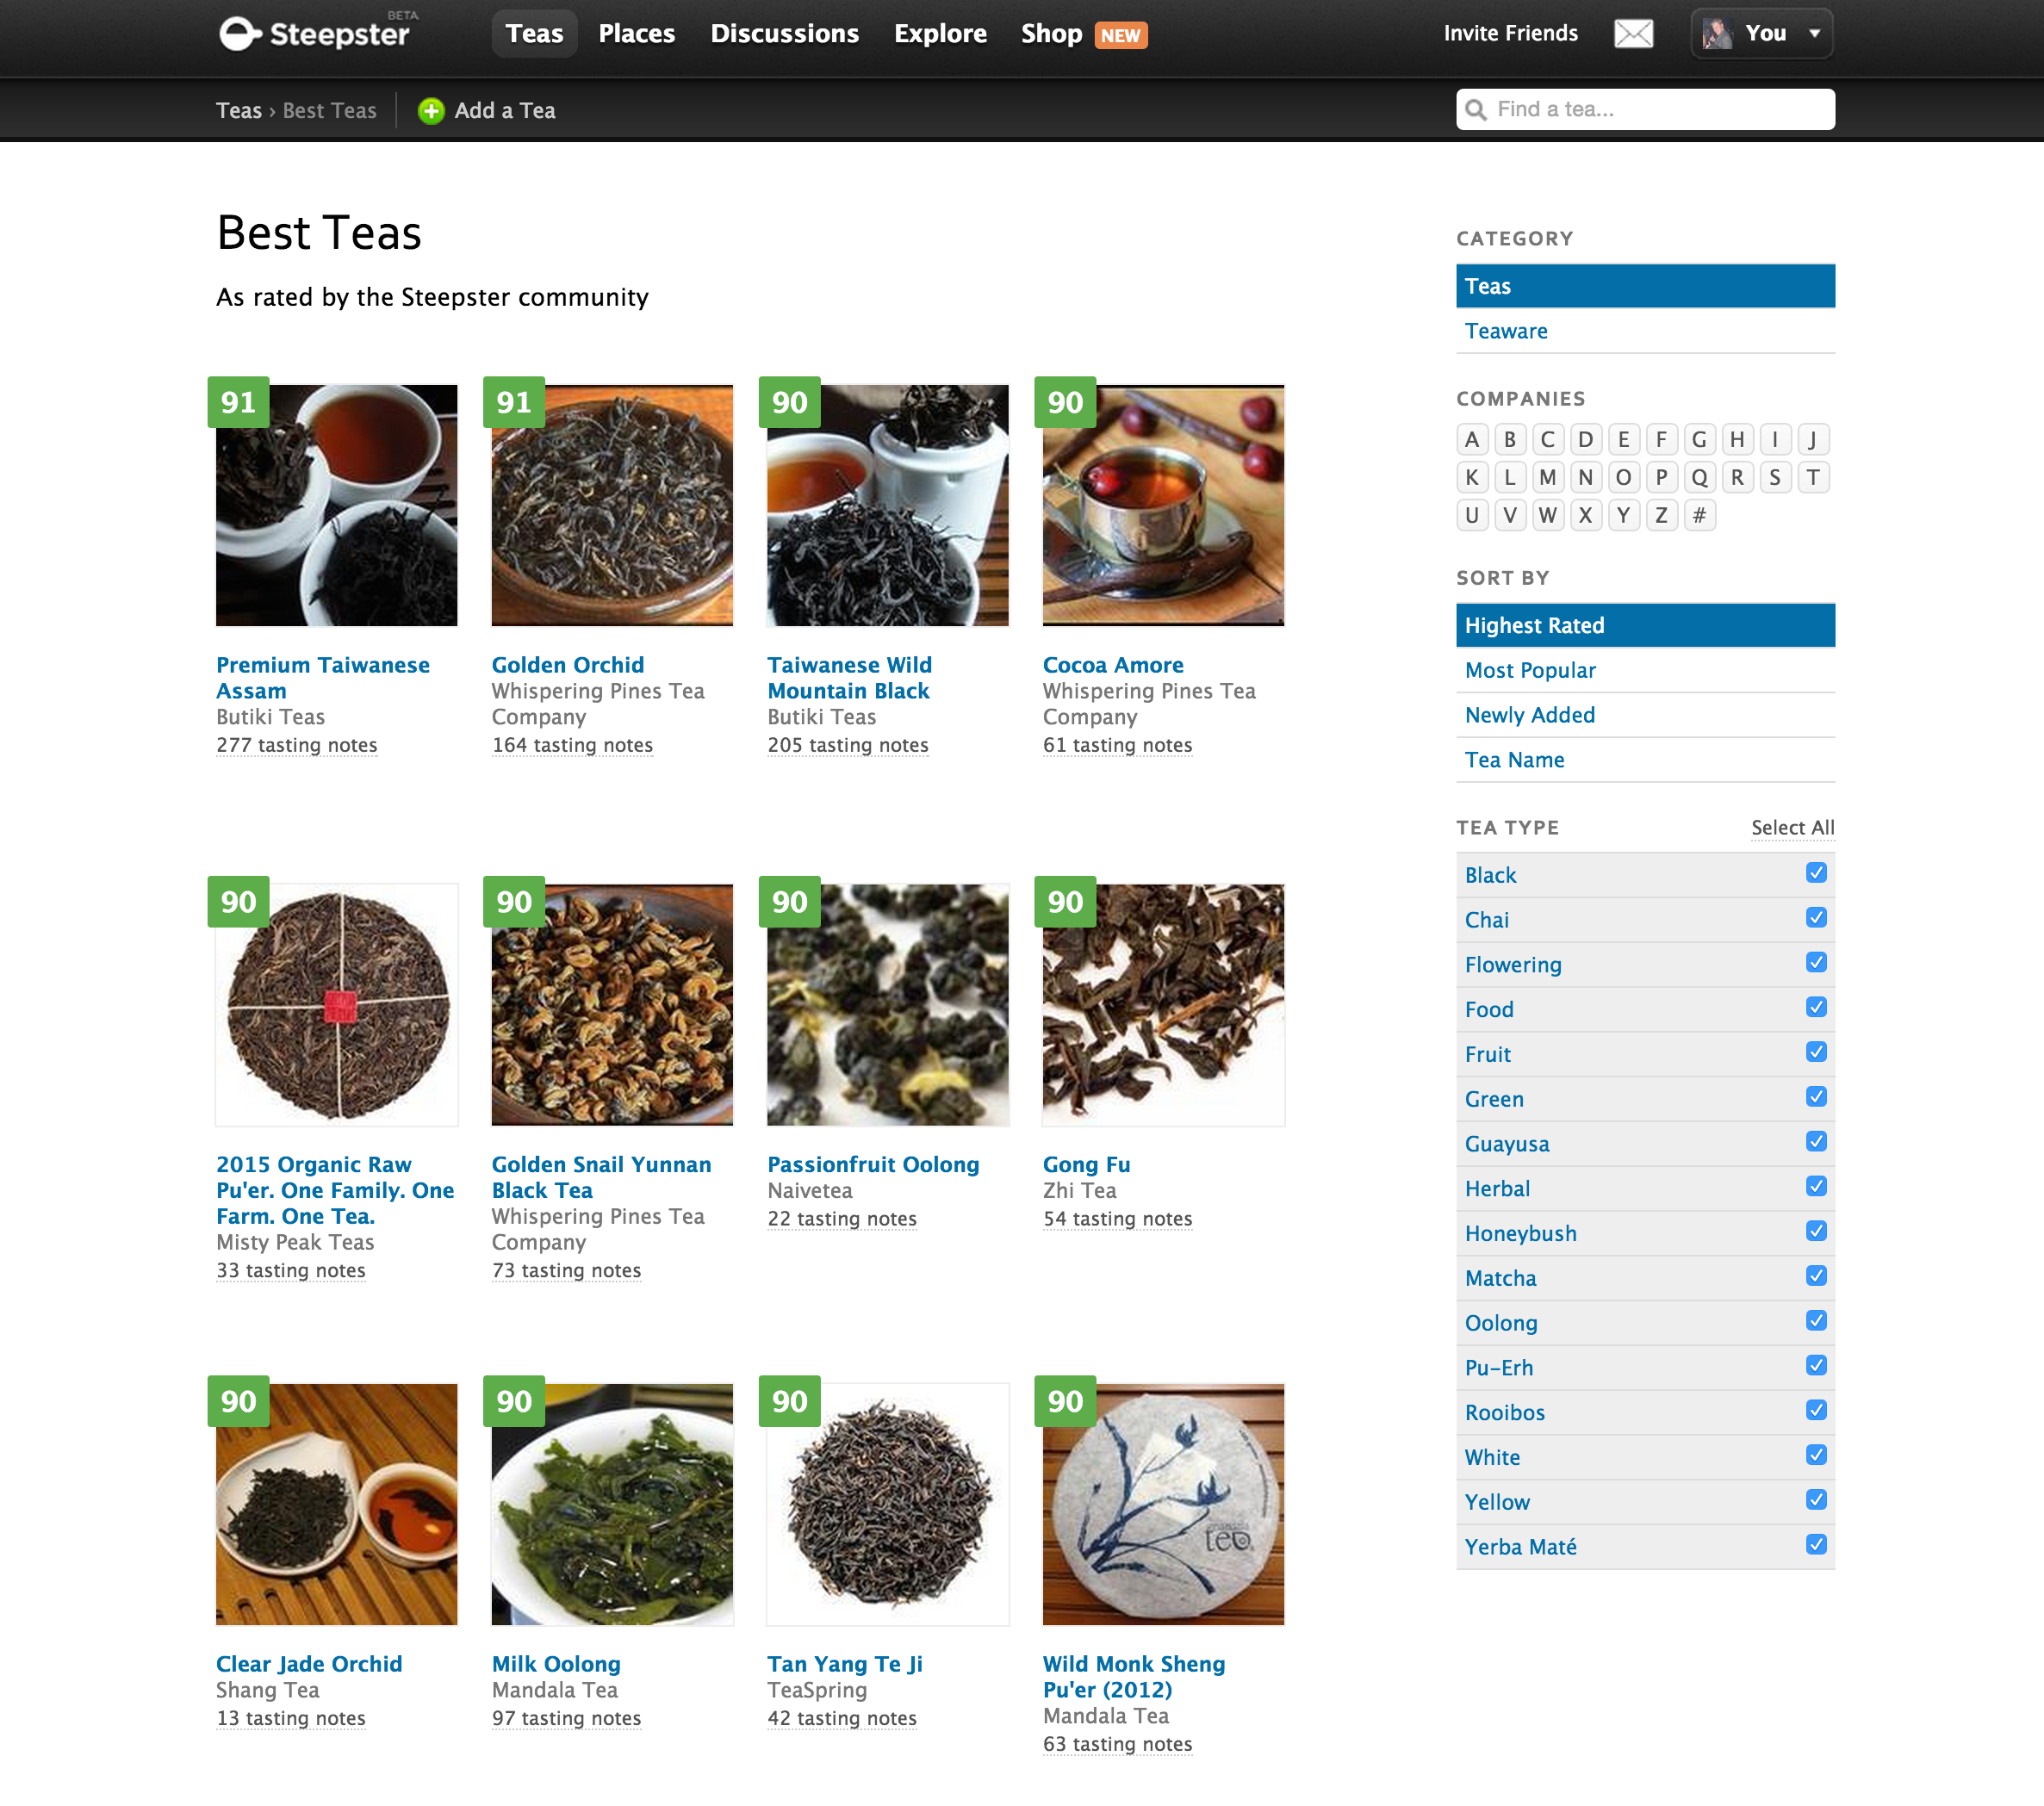 Steepster BETA
Teas Places Discussions Explore Shop NEW
Invite Friends
You
Teas › Best Teas
Add a Tea
Find a tea...
Best Teas
As rated by the Steepster community
91
Premium Taiwanese
Assam
Butiki Teas
277 tasting notes
91
Golden Orchid
Whispering Pines Tea
Company
164 tasting notes
90
Taiwanese Wild
Mountain Black
Butiki Teas
205 tasting notes
90
Cocoa Amore
Whispering Pines Tea
Company
61 tasting notes
90
2015 Organic Raw
Pu'er. One Family. One
Farm. One Tea.
Misty Peak Teas
33 tasting notes
90
Golden Snail Yunnan
Black Tea
Whispering Pines Tea
Company
73 tasting notes
90
Passionfruit Oolong
Naivetea
22 tasting notes
90
Gong Fu
Zhi Tea
54 tasting notes
90
Clear Jade Orchid
Shang Tea
13 tasting notes
90
Milk Oolong
Mandala Tea
97 tasting notes
90
Tan Yang Te Ji
TeaSpring
42 tasting notes
90
tea
Wild Monk Sheng
Pu'er (2012)
Mandala Tea
63 tasting notes
CATEGORY
Teas
Teaware
COMPANIES
A B C D E F G H I J
K L M N O P Q R S T
U V W X Y Z #
SORT BY
Highest Rated
Most Popular
Newly Added
Tea Name
TEA TYPE Select All
Black
Chai
Flowering
Food
Fruit
Green
Guayusa
Herbal
Honeybush
Matcha
Oolong
Pu-Erh
Rooibos
White
Yellow
Yerba Maté